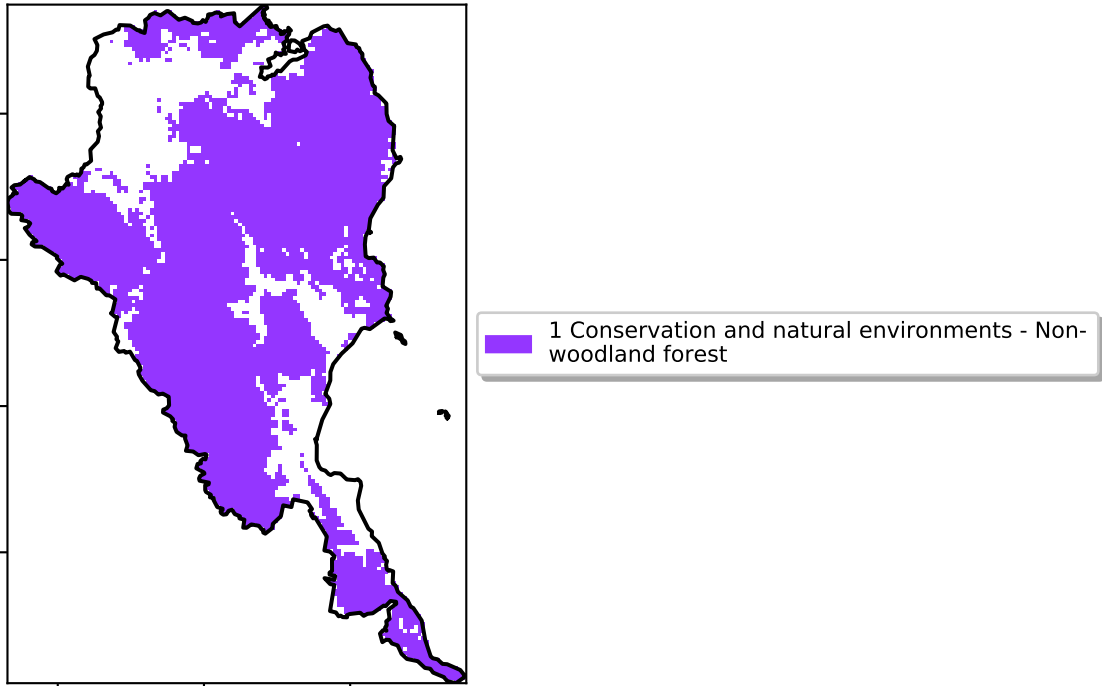 1 Conservation and natural environments - Non-
woodland forest